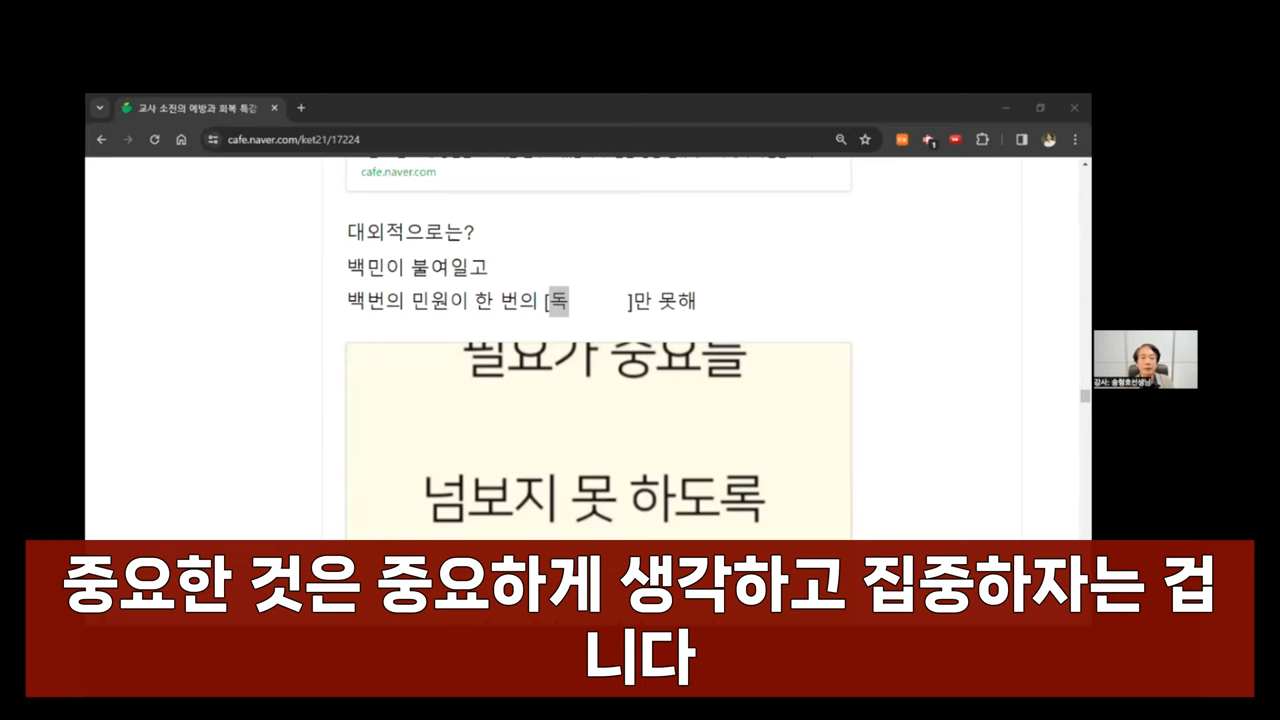 교사 소진의 예방과 회복 특강
cafe.naver.com/ket21/17224
cafe.naver.com
대외적으로는?
백민이 불여일고
백번의 민원이 한 번의 [독 ]만 못해
필요가 중요를
넘보지 못 하도록
강사: 송형호선생님
중요한 것은 중요하게 생각하고 집중하자는 겁
니다